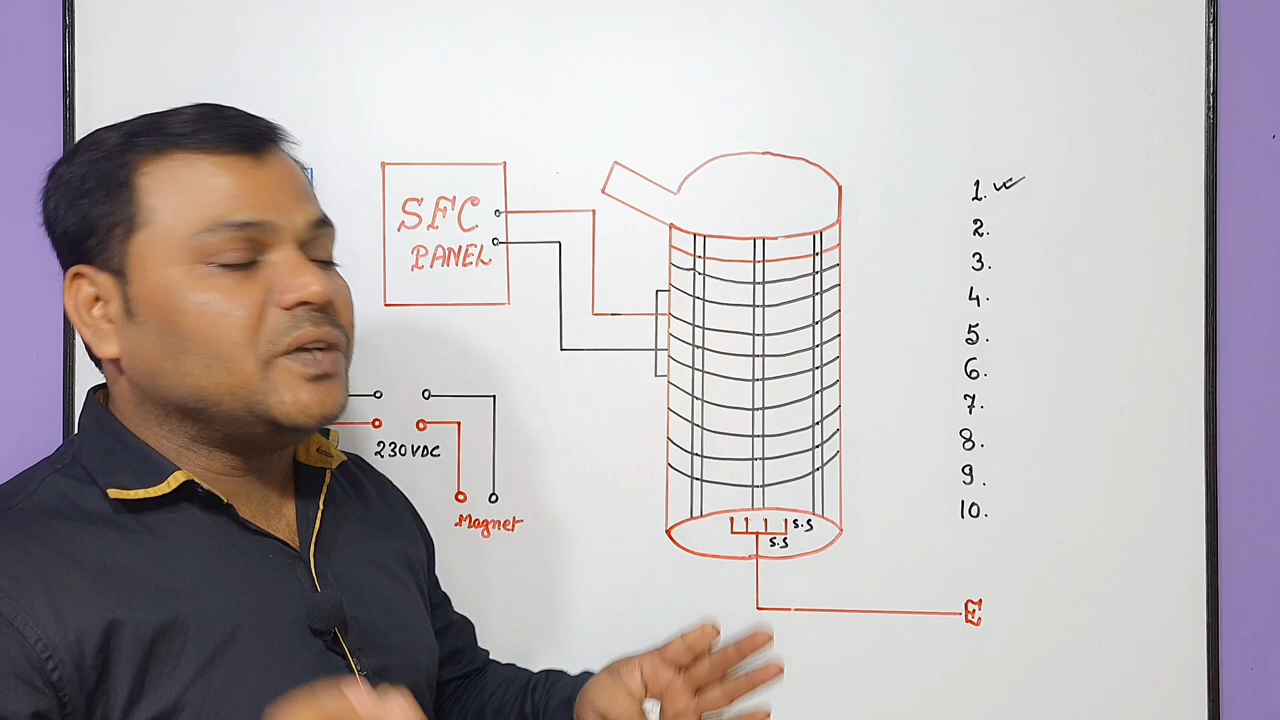 SFC
PANEL
230VDC
Magnet
S.S
S.S
E
1.
2.
3.
4.
5.
6.
7.
8.
9.
10.